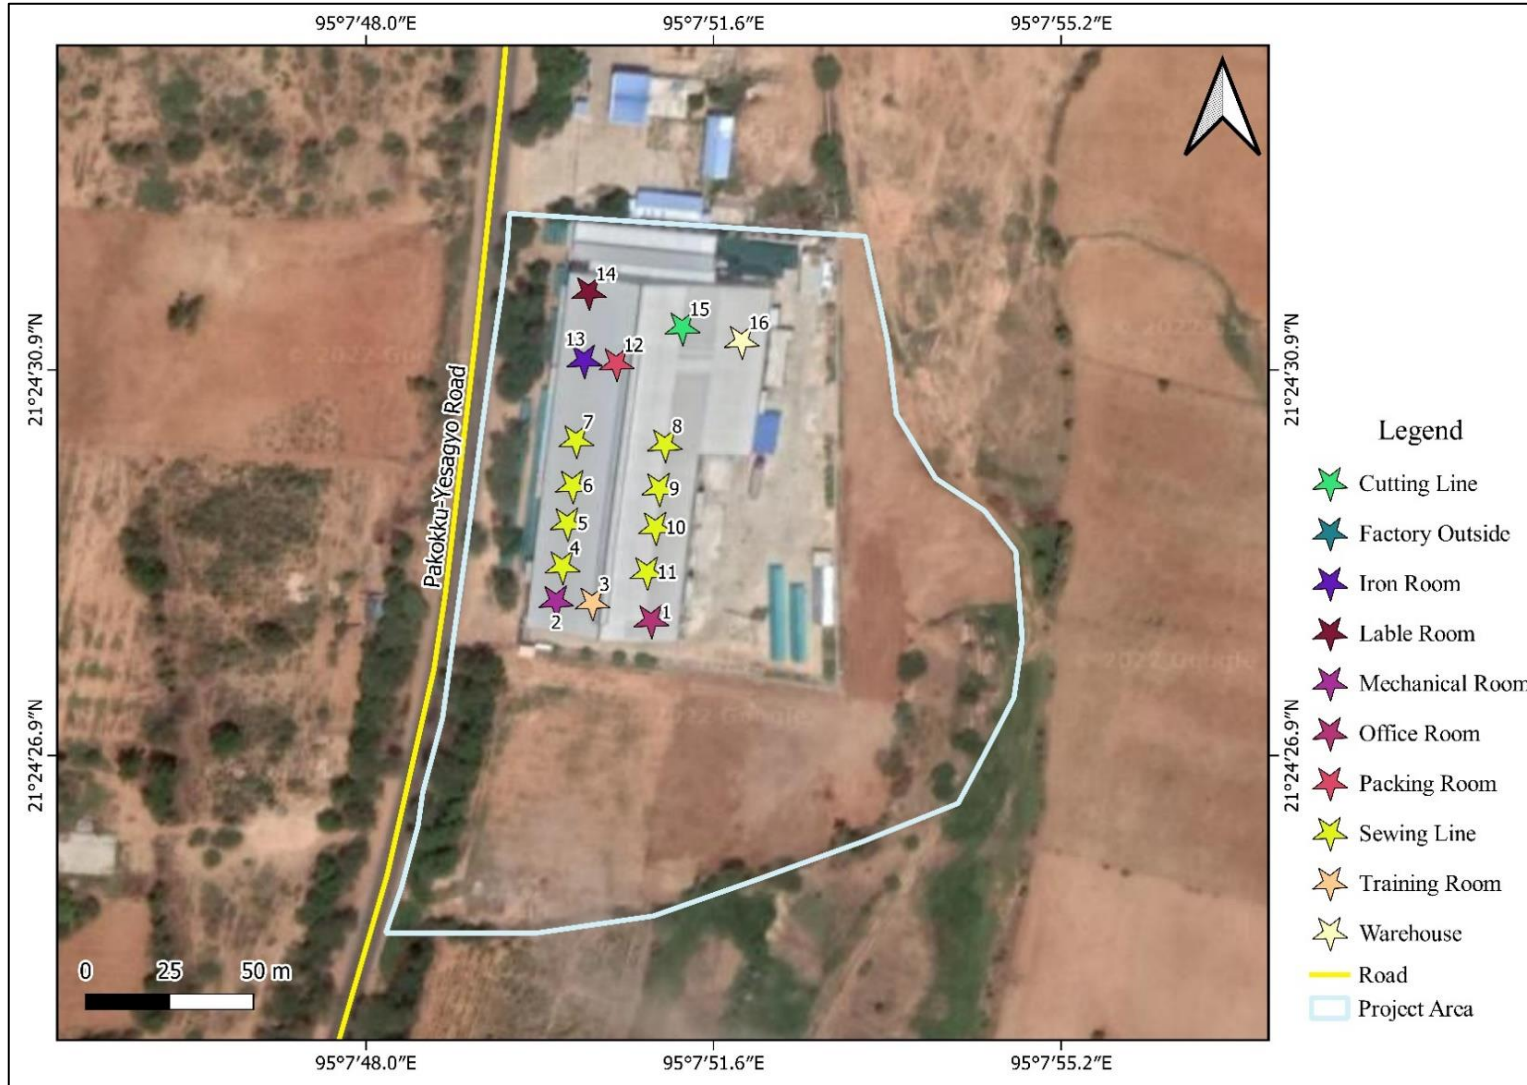 95°7′48.0″E 95°7′51.6″E 95°7′55.2″E
14
15
16
13
12
21°24′30.9″N
21°24′30.9″N
Pakokku-Yesagyo Road
7
8
6
9
5
10
4
11
3
2
1
21°24′26.9″N
21°24′26.9″N
2022 Google
0 25 50 m
95°7′48.0″E 95°7′51.6″E 95°7′55.2″E
Legend
Cutting Line
Factory Outside
Iron Room
Lable Room
Mechanical Room
Office Room
Packing Room
Sewing Line
Training Room
Warehouse
Road
Project Area